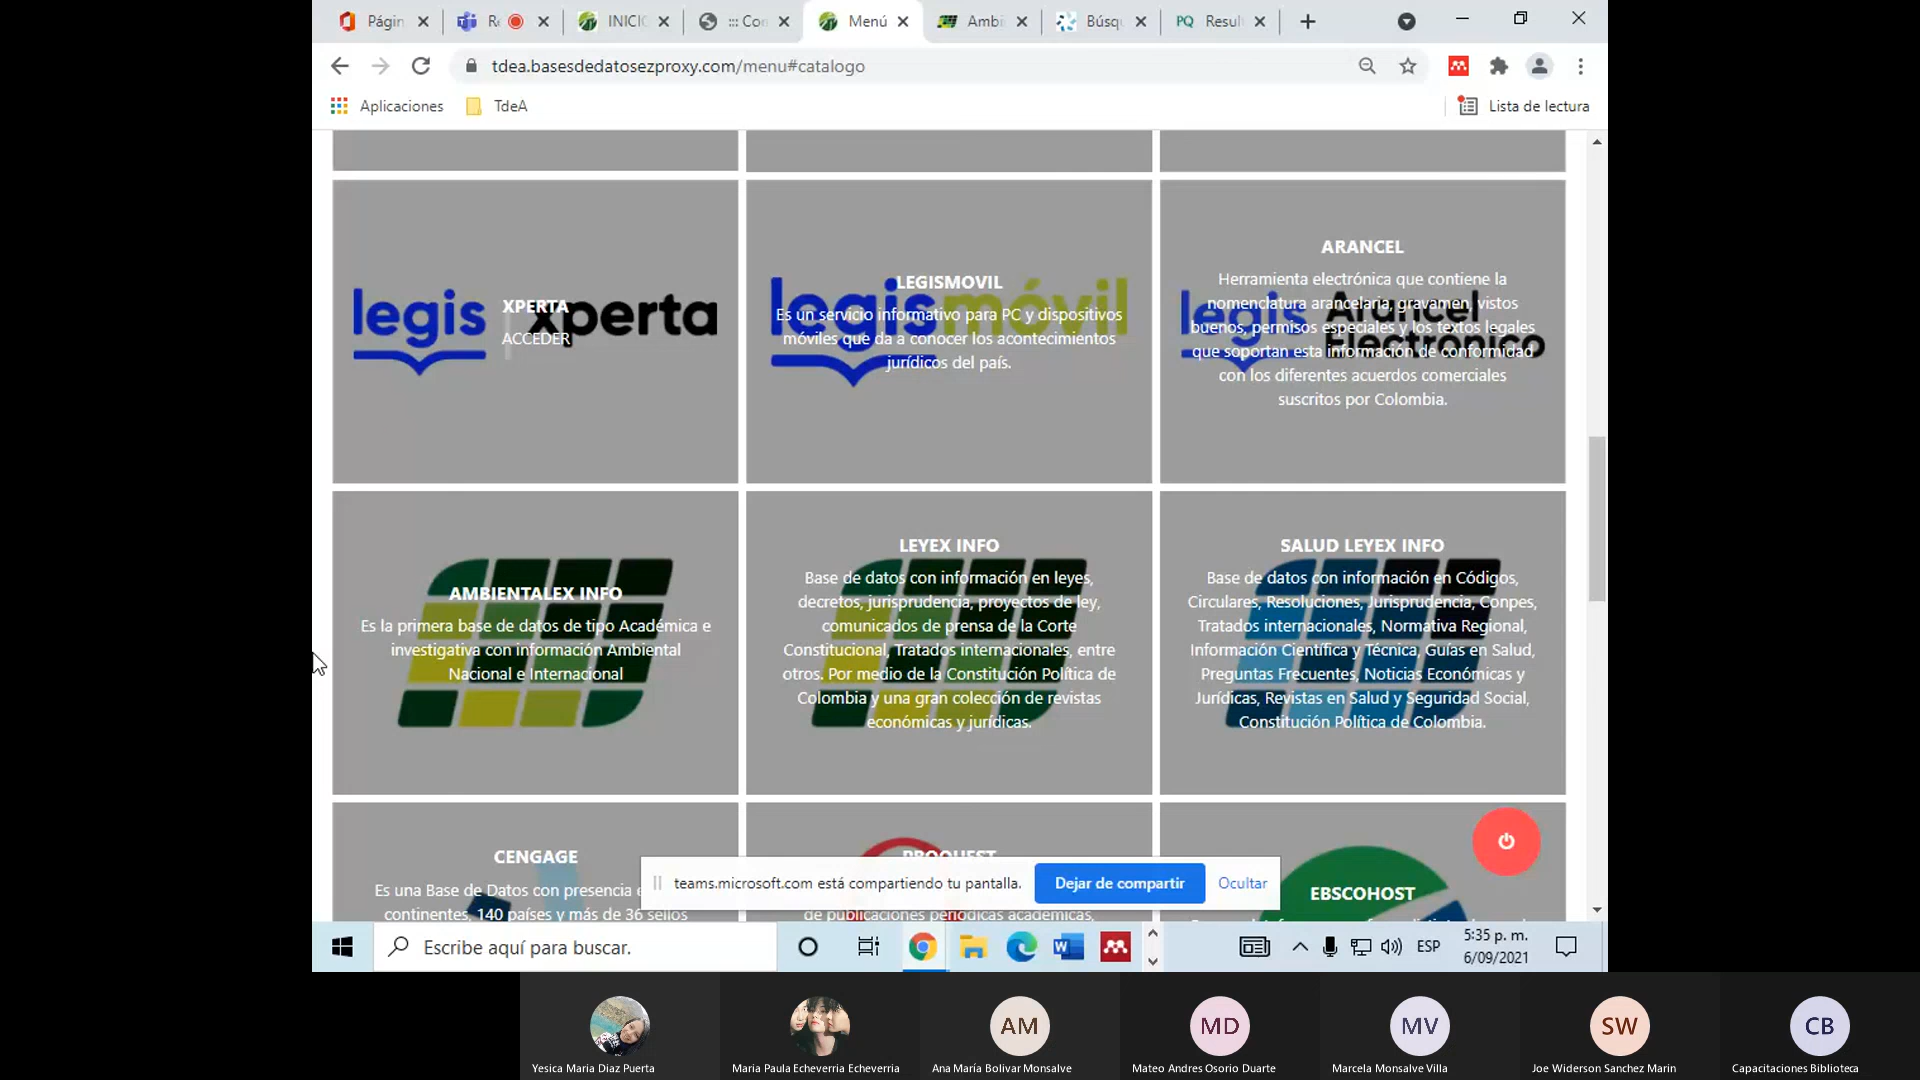 Págin
Re
INICIO
::: Con
Menú
Ambi
Búsqu
PQ
Result
tdea.basesdedatosezproxy.com/menu#catalogo
Aplicaciones
TdeA
Lista de lectura
legis xperta
XPERTA
ACCEDER
legismóvil
LEGISMOVIL
Es un servicio informativo para PC y dispositivos
móviles que da a conocer los acontecimientos
jurídicos del país.
legis Arancel Electrónico
ARANCEL
Herramienta electrónica que contiene la
nomenclatura arancelaria, gravamen, vistos
buenos, permisos especiales y los textos legales
que soportan esta información de conformidad
con los diferentes acuerdos comerciales
suscritos por Colombia.
AMBIENTALEX INFO
Es la primera base de datos de tipo Académica e
investigativa con información Ambiental
Nacional e Internacional
LEYEX INFO
Base de datos con información en leyes,
decretos, jurisprudencia, proyectos de ley,
comunicados de prensa de la Corte
Constitucional, Tratados internacionales, entre
otros. Por medio de la Constitución Política de
Colombia y una gran colección de revistas
económicas y jurídicas.
SALUD LEYEX INFO
Base de datos con información en Códigos,
Circulares, Resoluciones, Jurisprudencia, Conpes,
Tratados internacionales, Normativa Regional,
Información Científica y Técnica, Guías en Salud,
Preguntas Frecuentes, Noticias Económicas y
Jurídicas, Revistas en Salud y Seguridad Social,
Constitución Política de Colombia.
CENGAGE
Es una Base de Datos con presencia e
continentes, 140 países y más de 36 sellos
PROQUEST
de publicaciones periódicas académicas,
EBSCOHOST
teams.microsoft.com está compartiendo tu pantalla.
Dejar de compartir
Ocultar
Escribe aquí para buscar.
ESP
5:35 p. m.
6/09/2021
AM
MD
MV
SW
CB
Yesica Maria Diaz Puerta
Maria Paula Echeverria Echeverria
Ana María Bolivar Monsalve
Mateo Andres Osorio Duarte
Marcela Monsalve Villa
Joe Widerson Sanchez Marin
Capacitaciones Biblioteca